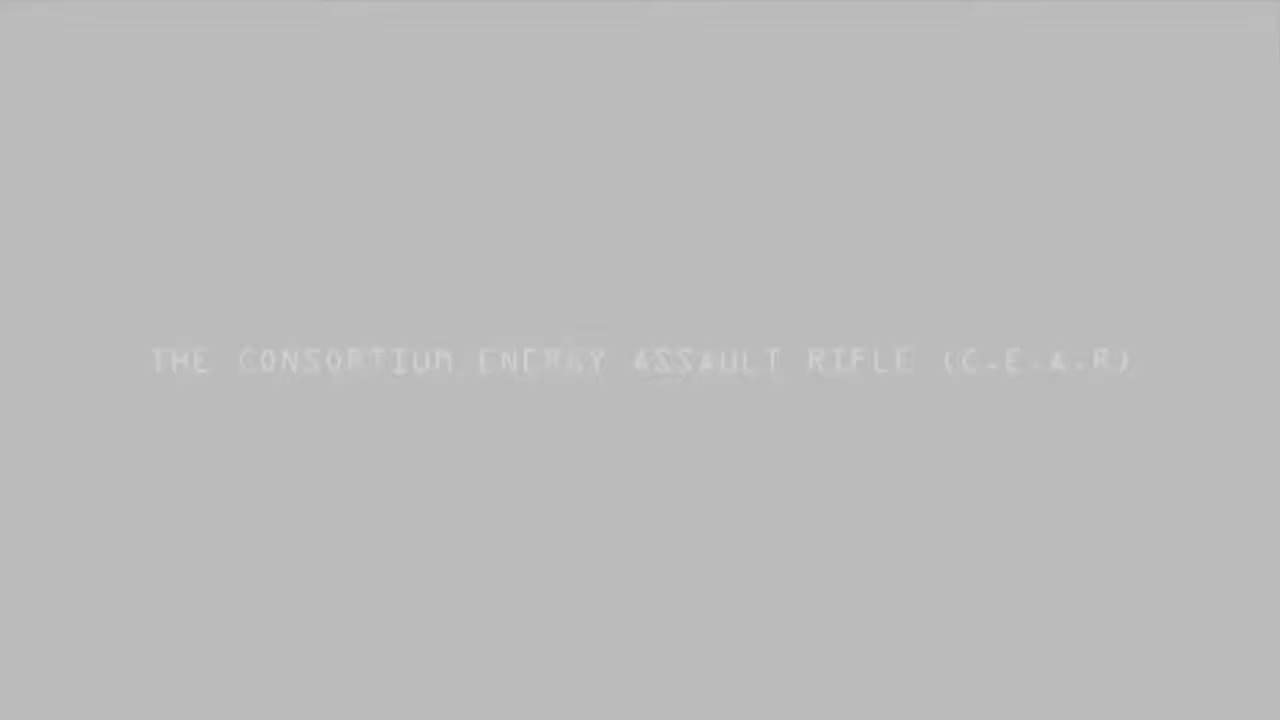 THE CONSORTIUM ENERGY ASSAULT RIFLE (C.E.A.R)